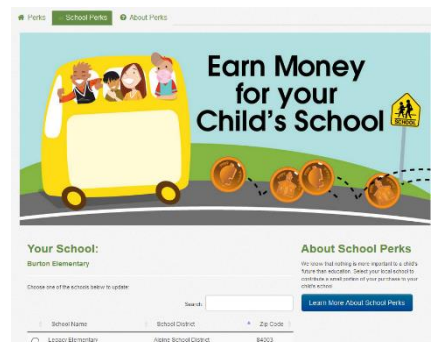 Perks School Perks About Perks
Earn Money
for your
Child's School
SCHOOL
Your School:
Burton Elementary
Choose one of the schools below to update:
Search:
School Name School District Zip Code
Legacy Elementary Alpine School District 84003
About School Perks
We know that nothing is more important to a child's
future than education. Select your local school to
contribute a small portion of your purchase to your
child's school.
Learn More About School Perks